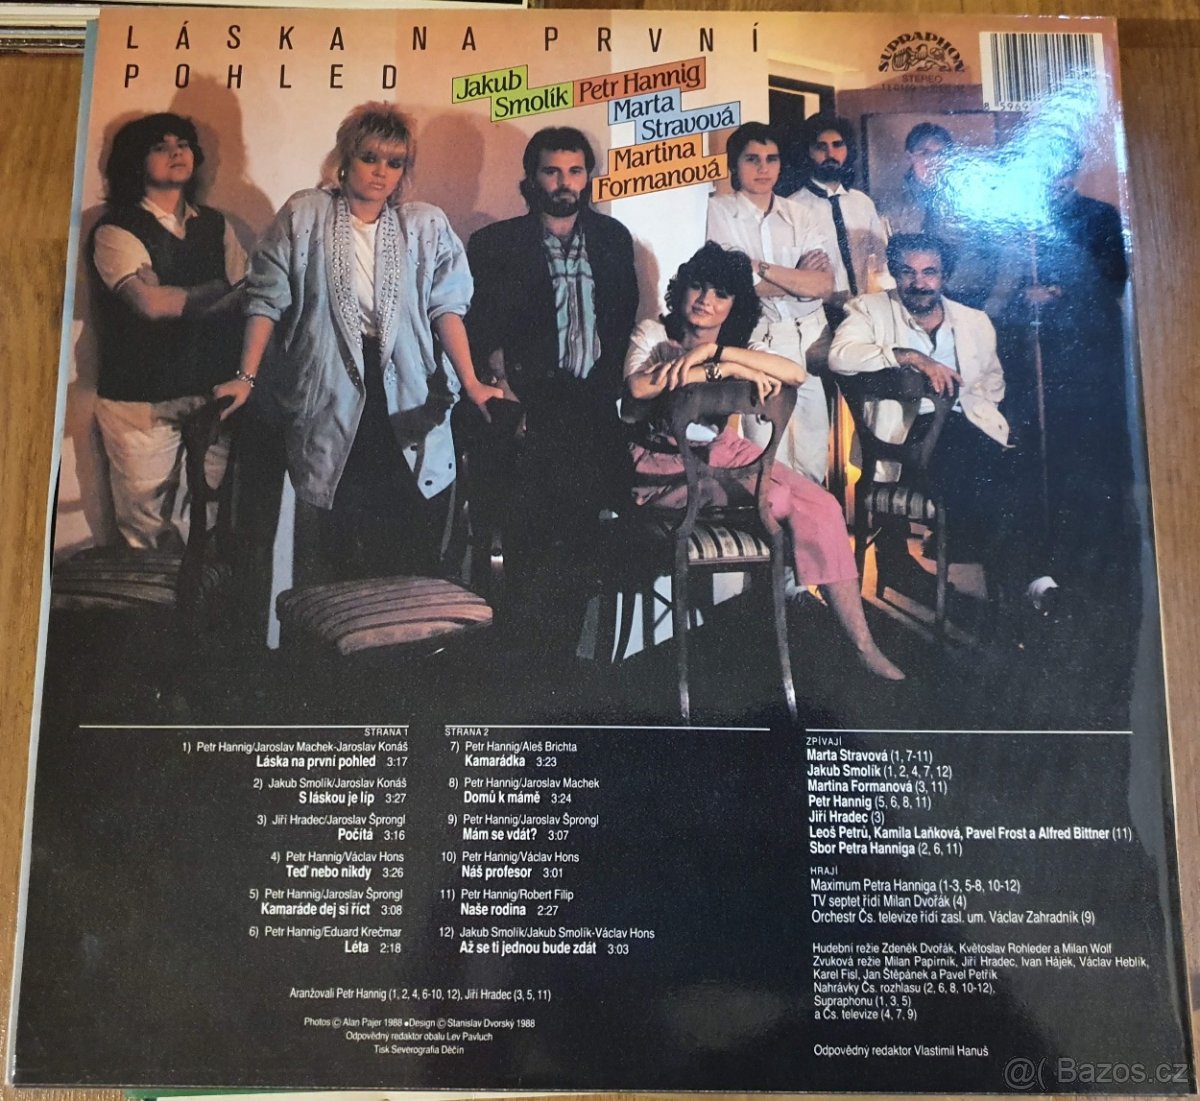 LÁSKA NA PRVNÍ
POHLED
Jakub
Smolík
Petr Hannig
Marta
Stravová
Martina
Formanová
SUPRAPHON
STEREO
STRANA 1
1) Petr Hannig/Jaroslav Machek-Jaroslav Konáš
Láska na první pohled 3:17
2) Jakub Smolík/Jaroslav Konáš
S láskou je líp 3:27
3) Jiří Hradec/Jaroslav Šprongl
Počítá 3:16
4) Petr Hannig/Václav Hons
Teď nebo nikdy 3:26
5) Petr Hannig/Jaroslav Šprongl
Kamaráde dej si říct 3:08
6) Petr Hannig/Eduard Krečmar
Léta 2:18
STRANA 2
7) Petr Hannig/Aleš Brichta
Kamarádka 3:23
8) Petr Hannig/Jaroslav Machek
Domů k mámě 3:24
9) Petr Hannig/Jaroslav Šprongl
Mám se vdát? 3:07
10) Petr Hannig/Václav Hons
Náš profesor 3:01
11) Petr Hannig/Robert Filip
Naše rodina 2:27
12) Jakub Smolík/Jakub Smolík-Václav Hons
Až se ti jednou bude zdát 3:03
Aranžovali Petr Hannig (1, 2, 4, 6-10, 12), Jiří Hradec (3, 5, 11)
Photos © Alan Pajer 1988 ● Design © Stanislav Dvorský 1988
Odpovědný redaktor obalu Lev Pavluch
Tisk Severografia Děčín
ZPÍVAJÍ
Marta Stravová (1, 7-11)
Jakub Smolík (1, 2, 4, 7, 12)
Martina Formanová (3, 11)
Petr Hannig (5, 6, 8, 11)
Jiří Hradec (3)
Leoš Petrů, Kamila Laňková, Pavel Frost a Alfred Bittner (11)
Sbor Petra Hanniga (2, 6, 11)
HRAJÍ
Maximum Petra Hanniga (1-3, 5-8, 10-12)
TV septet řídí Milan Dvořák (4)
Orchestr Čs. televize řídí zasl. um. Václav Zahradník (9)
Hudební režie Zdeněk Dvořák, Květoslav Rohleder a Milan Wolf
Zvuková režie Milan Papírník, Jiří Hradec, Ivan Hájek, Václav Heblík,
Karel Fisl, Jan Štěpánek a Pavel Petřík
Nahrávky Čs. rozhlasu (2, 6, 8, 10-12),
Supraphonu (1, 3, 5)
a Čs. televize (4, 7, 9)
Odpovědný redaktor Vlastimil Hanuš
@( Bazos.cz